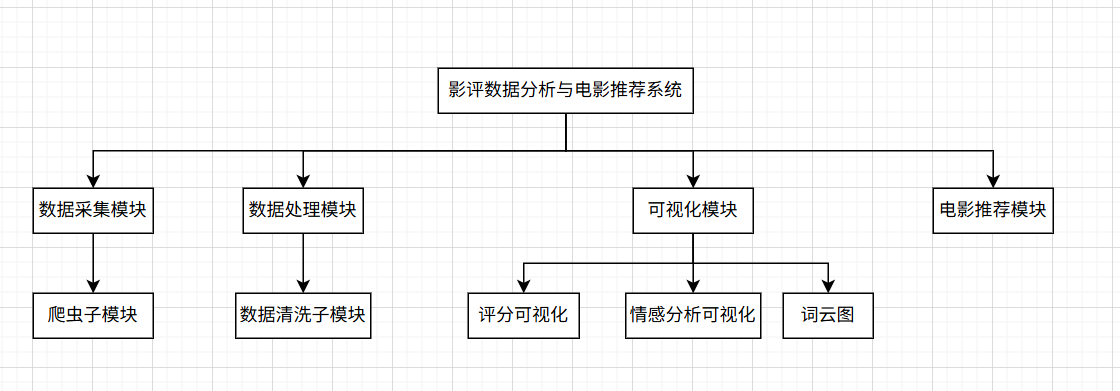 影评数据分析与电影推荐系统
数据采集模块
数据处理模块
可视化模块
电影推荐模块
爬虫子模块
数据清洗子模块
评分可视化
情感分析可视化
词云图